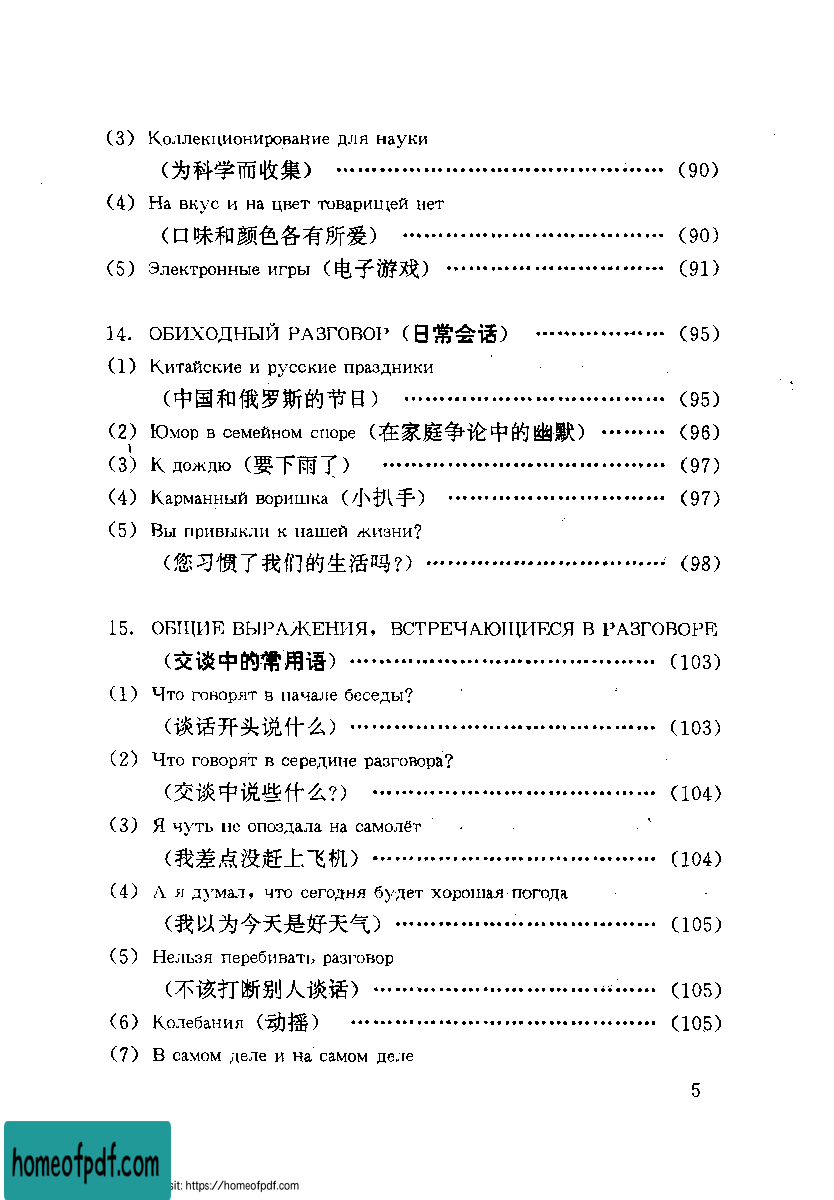 (3) Коллекционирование для науки
(为科学而收集) ……………………………… (90)
(4) На вкус и на цвет товарищей нет
(口味和颜色各有所爱) ……………………………… (90)
(5) Электронные игры (电子游戏) ……………………………… (91)
14. ОБИХОДНЫЙ РАЗГОВОР (日常会话) ……………………………… (95)
(1) Китайские и русские праздники
(中国和俄罗斯的节日) ……………………………… (95)
(2) Юмор в семейном споре (在家庭争论中的幽默) ……… (96)
(3) К дождю (要下雨了) ……………………………… (97)
(4) Карманный воришка (小扒手) ……………………………… (97)
(5) Вы привыкли к нашей жизни?
(您习惯了我们的生活吗?) ……………………………… (98)
15. ОБЩИЕ ВЫРАЖЕНИЯ, ВСТРЕЧАЮЩИЕСЯ В РАЗГОВОРЕ
(交谈中的常用语) ……………………………… (103)
(1) Что говорят в начале беседы?
(谈话开头说什么) ……………………………… (103)
(2) Что говорят в середине разговора?
(交谈中说些什么?) ……………………………… (104)
(3) Я чуть не опоздала на самолёт
(我差点没赶上飞机) ……………………………… (104)
(4) А я думал, что сегодня будет хорошая погода
(我以为今天是好天气) ……………………………… (105)
(5) Нельзя перебивать разговор
(不该打断别人谈话) ……………………………… (105)
(6) Колебания (动摇) ……………………………… (105)
(7) В самом деле и на самом деле
5
homeofpdf.com
sit: https://homeofpdf.com